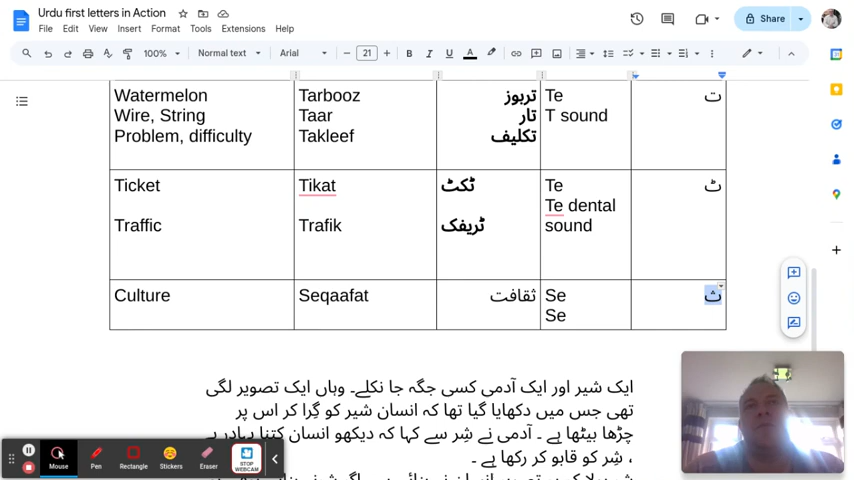 Urdu first letters in Action
File Edit View Insert Format Tools Extensions Help
Share
100% Normal text Arial 21 B I U A
Watermelon Tarbooz تربوز Te ت
Wire, String Taar تار T sound
Problem, difficulty Takleef تکلیف
Ticket Tikat ٹکٹ Te ٹ
Te dental
Traffic Trafik ٹریفک sound
Culture Seqaafat ثقافت Se ث
Se
ایک شیر اور ایک آدمی کسی جگہ جا نکلے۔ وہاں ایک تصویر لگی
تھی جس میں دکھایا گیا تھا کہ انسان شیر کو گِرا کر اس پر
چڑھا بیٹھا ہے ۔ آدمی نے شِر سے کہا کہ دیکھو انسان کتنا بہادر ہے
، شِر کو قابو کر رکھا ہے ۔
Mouse Pen Rectangle Stickers Eraser STOP WEBCAM